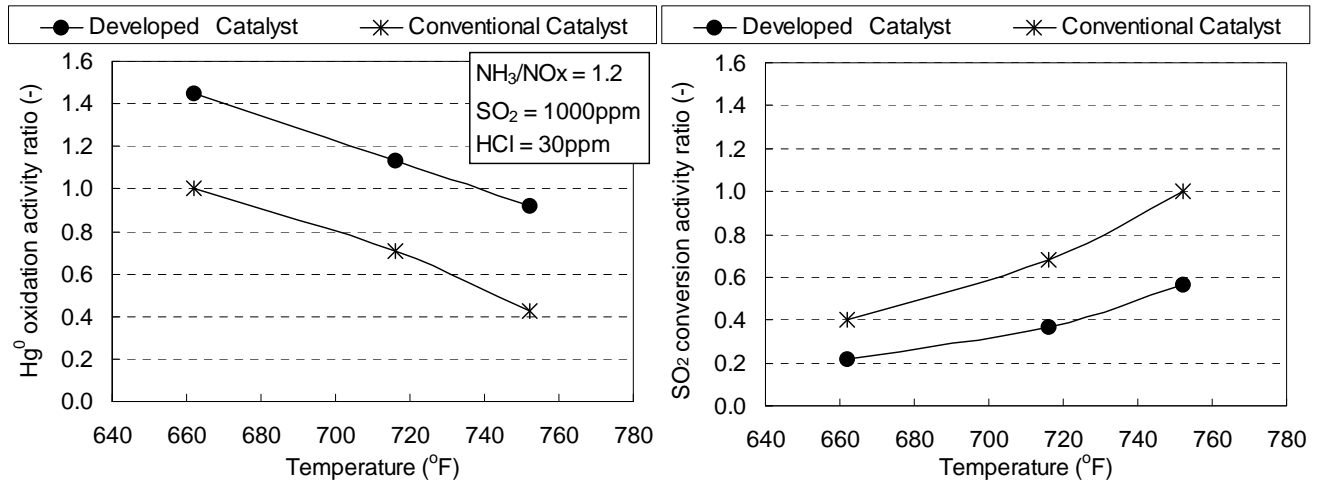 Developed Catalyst Conventional Catalyst
Hg⁰ oxidation activity ratio (-)
1.6
1.4
1.2
1.0
0.8
0.6
0.4
0.2
0.0
NH₃/NOx = 1.2
SO₂ = 1000ppm
HCl = 30ppm
640 660 680 700 720 740 760 780
Temperature (°F)
Developed Catalyst Conventional Catalyst
SO₂ conversion activity ratio (-)
1.6
1.4
1.2
1.0
0.8
0.6
0.4
0.2
0.0
640 660 680 700 720 740 760 780
Temperature (°F)